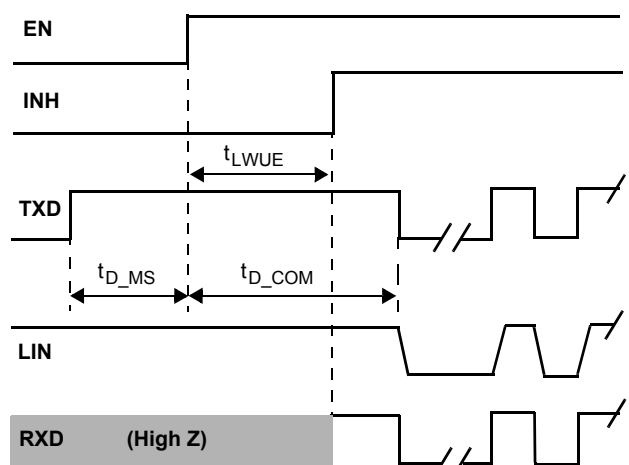 EN
INH
tLWUE
TXD
tD_MS
tD_COM
LIN
RXD (High Z)